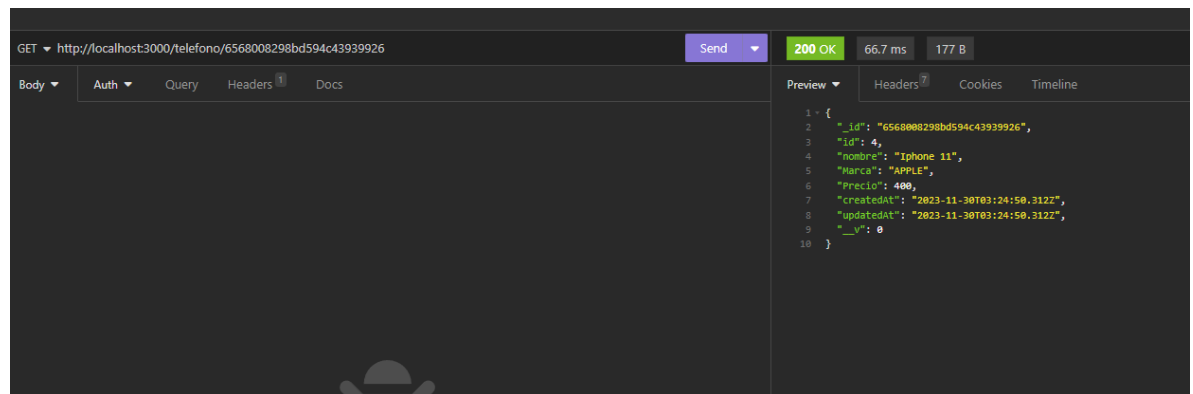 GET http://localhost:3000/telefono/6568008298bd594c43939926 Send 200 OK 66.7 ms 177 B
Body Auth Query Headers 1 Docs Preview Headers 7 Cookies Timeline
1 {
2 "_id": "6568008298bd594c43939926",
3 "id": 4,
4 "nombre": "Iphone 11",
5 "Marca": "APPLE",
6 "Precio": 400,
7 "createdAt": "2023-11-30T03:24:50.312Z",
8 "updatedAt": "2023-11-30T03:24:50.312Z",
9 "__v": 0
10 }